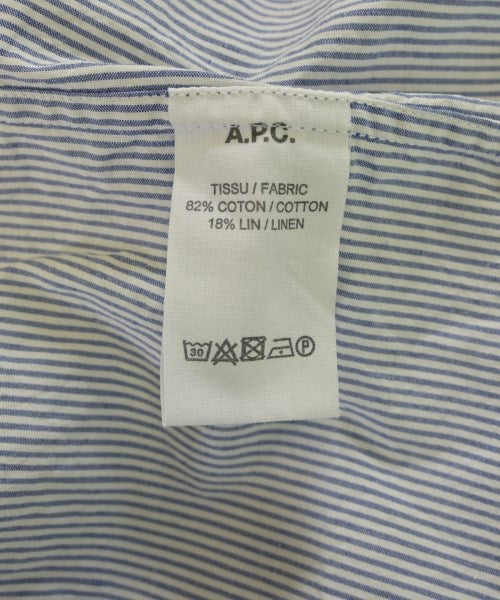 A.P.C.
TISSU / FABRIC
82% COTON / COTTON
18% LIN / LINEN
30 P